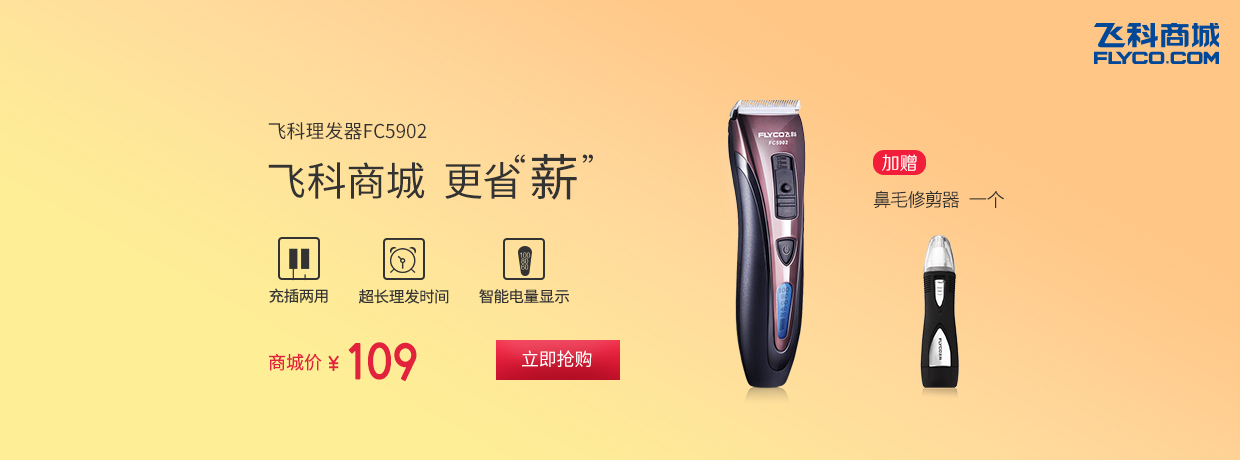 飞科商城
FLYCO.COM
飞科理发器FC5902
飞科商城 更省“薪”
充插两用
超长理发时间
100
80
60
智能电量显示
商城价 ¥ 109
立即抢购
FLYCO飞科
FC5902
加赠
鼻毛修剪器 一个